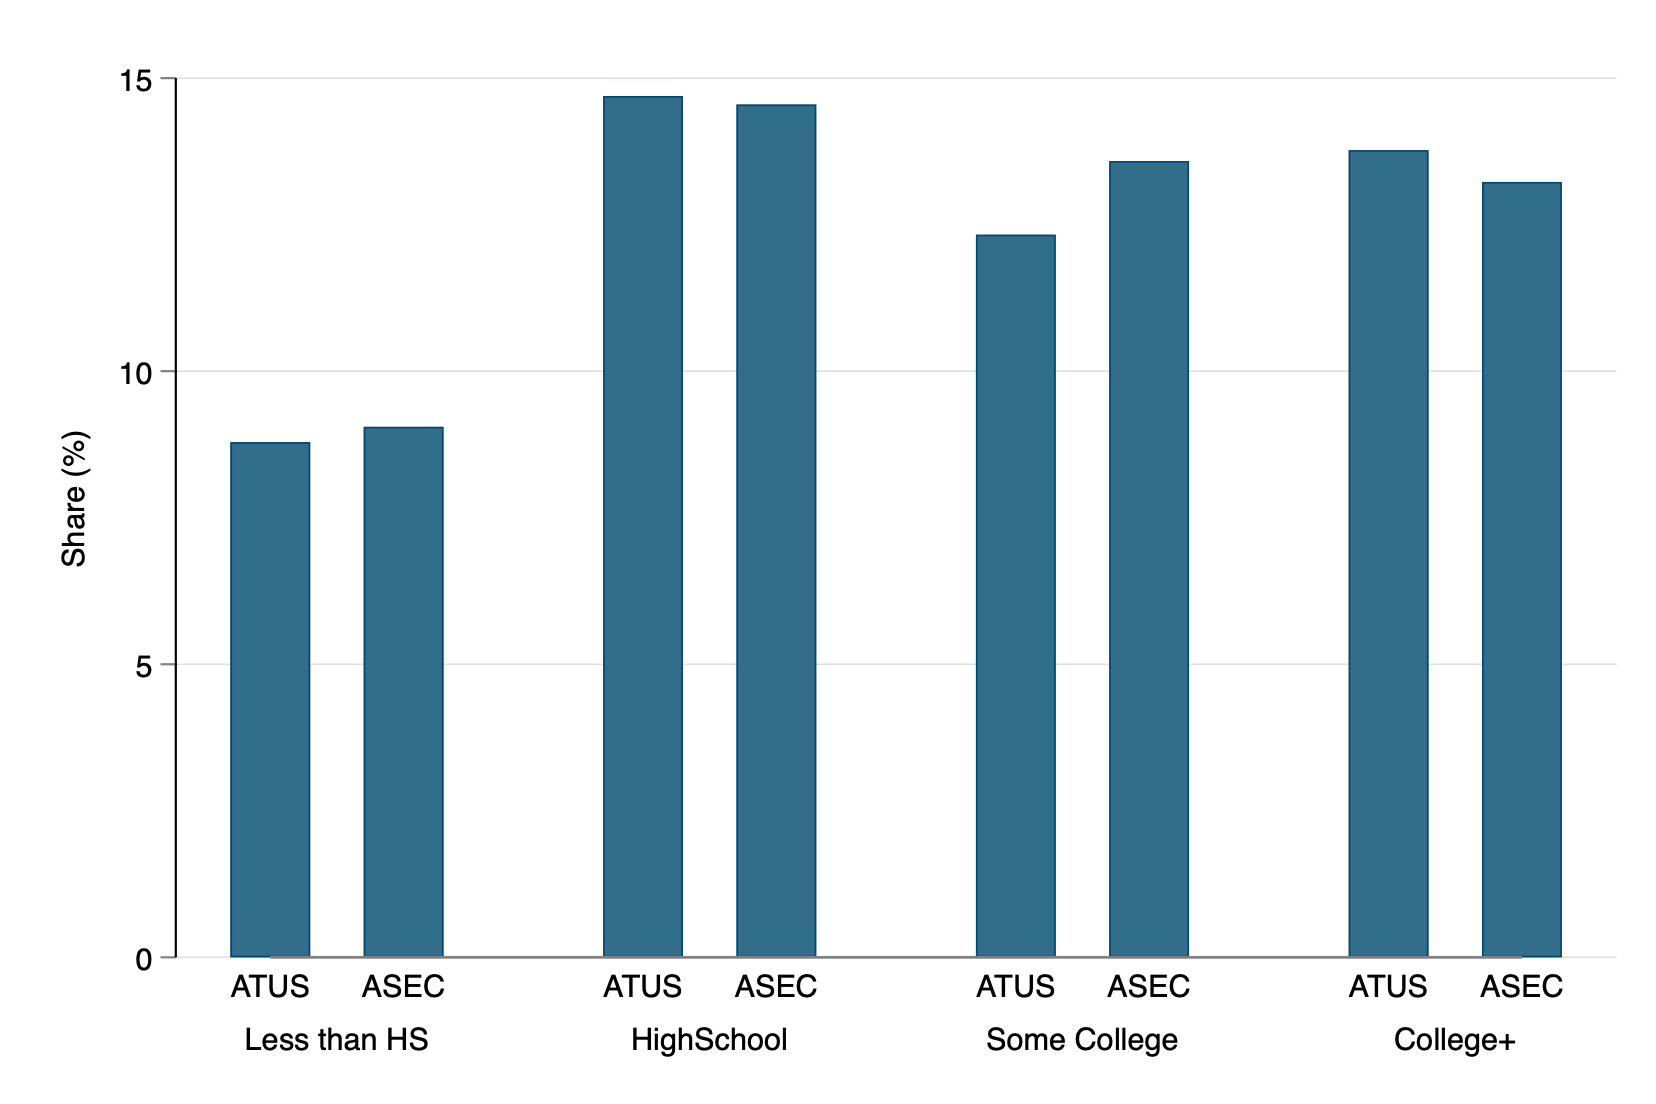 15
10
5
0
Share (%)
ATUS ASEC ATUS ASEC ATUS ASEC ATUS ASEC
Less than HS HighSchool Some College College+